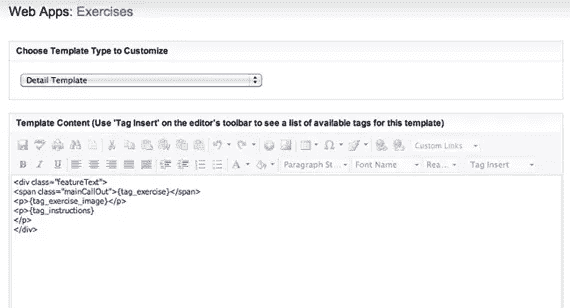 Web Apps: Exercises
Choose Template Type to Customize
Detail Template
Template Content (Use 'Tag Insert' on the editor's toolbar to see a list of available tags for this template)
Custom Links
B I U A Paragraph St Font Name Rea... Tag Insert
<div class="featureText">
<span class="mainCallOut">{tag_exercise}</span>
<p>{tag_exercise_image}</p>
<p>{tag_instructions}
</p>
</div>